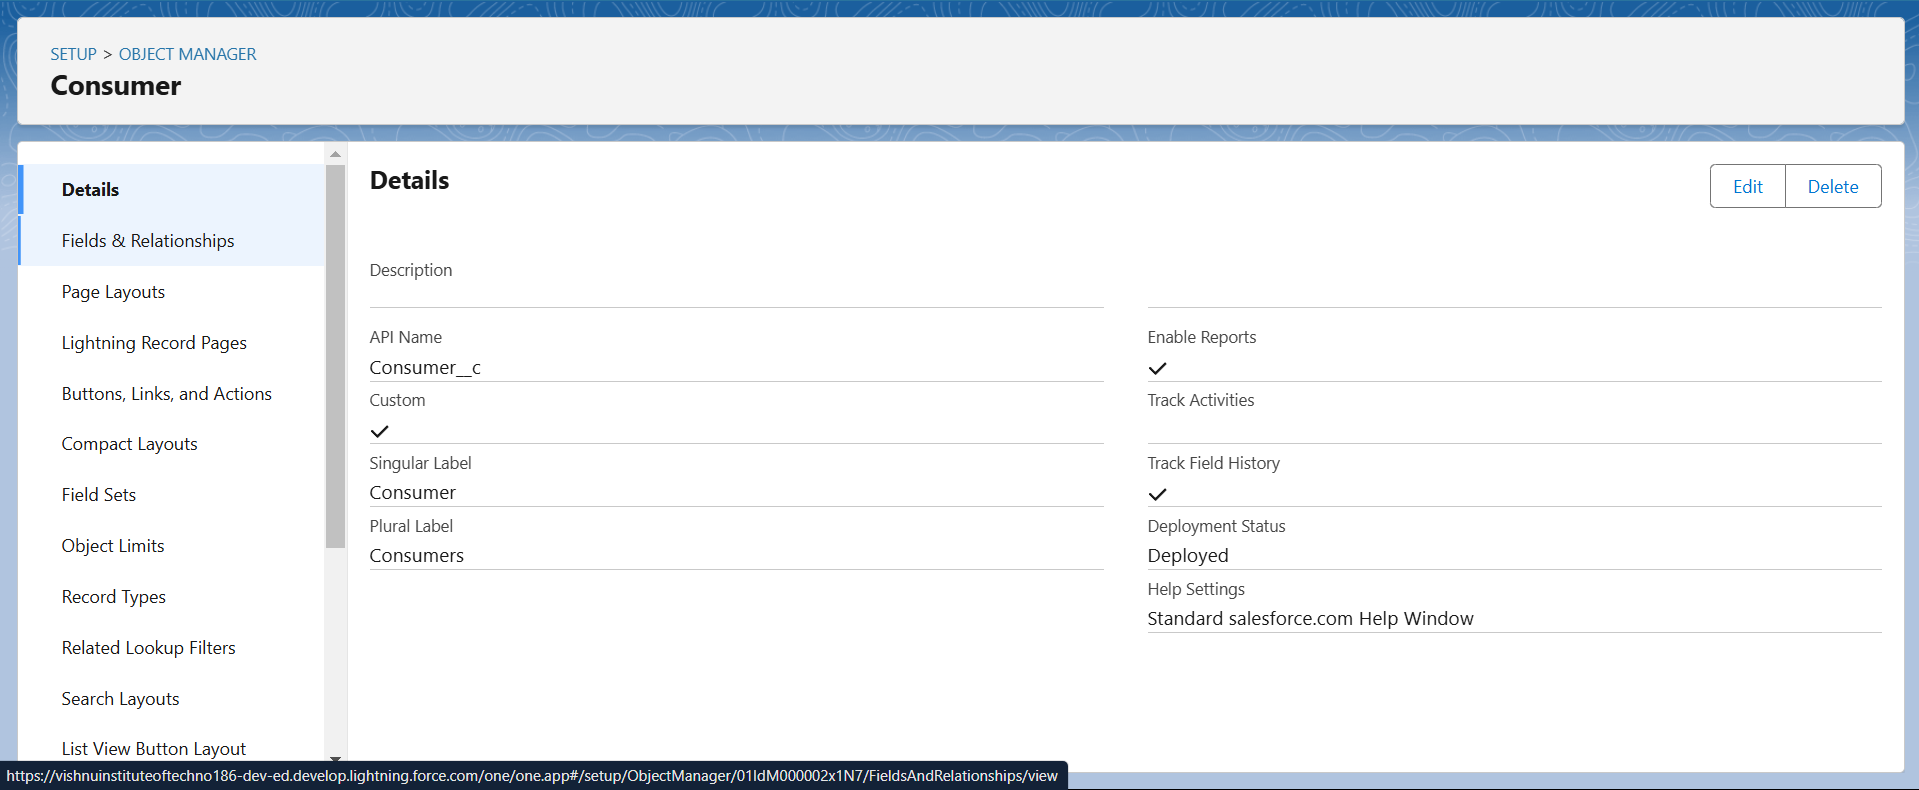 SETUP > OBJECT MANAGER
Consumer
Details
Fields & Relationships
Page Layouts
Lightning Record Pages
Buttons, Links, and Actions
Compact Layouts
Field Sets
Object Limits
Record Types
Related Lookup Filters
Search Layouts
List View Button Layout
Details
Edit
Delete
Description
API Name
Consumer__c
Custom
Singular Label
Consumer
Plural Label
Consumers
Enable Reports
Track Activities
Track Field History
Deployment Status
Deployed
Help Settings
Standard salesforce.com Help Window
https://vishnuinstituteoftechno186-dev-ed.develop.lightning.force.com/one/one.app#/setup/ObjectManager/01IdM000002x1N7/FieldsAndRelationships/view